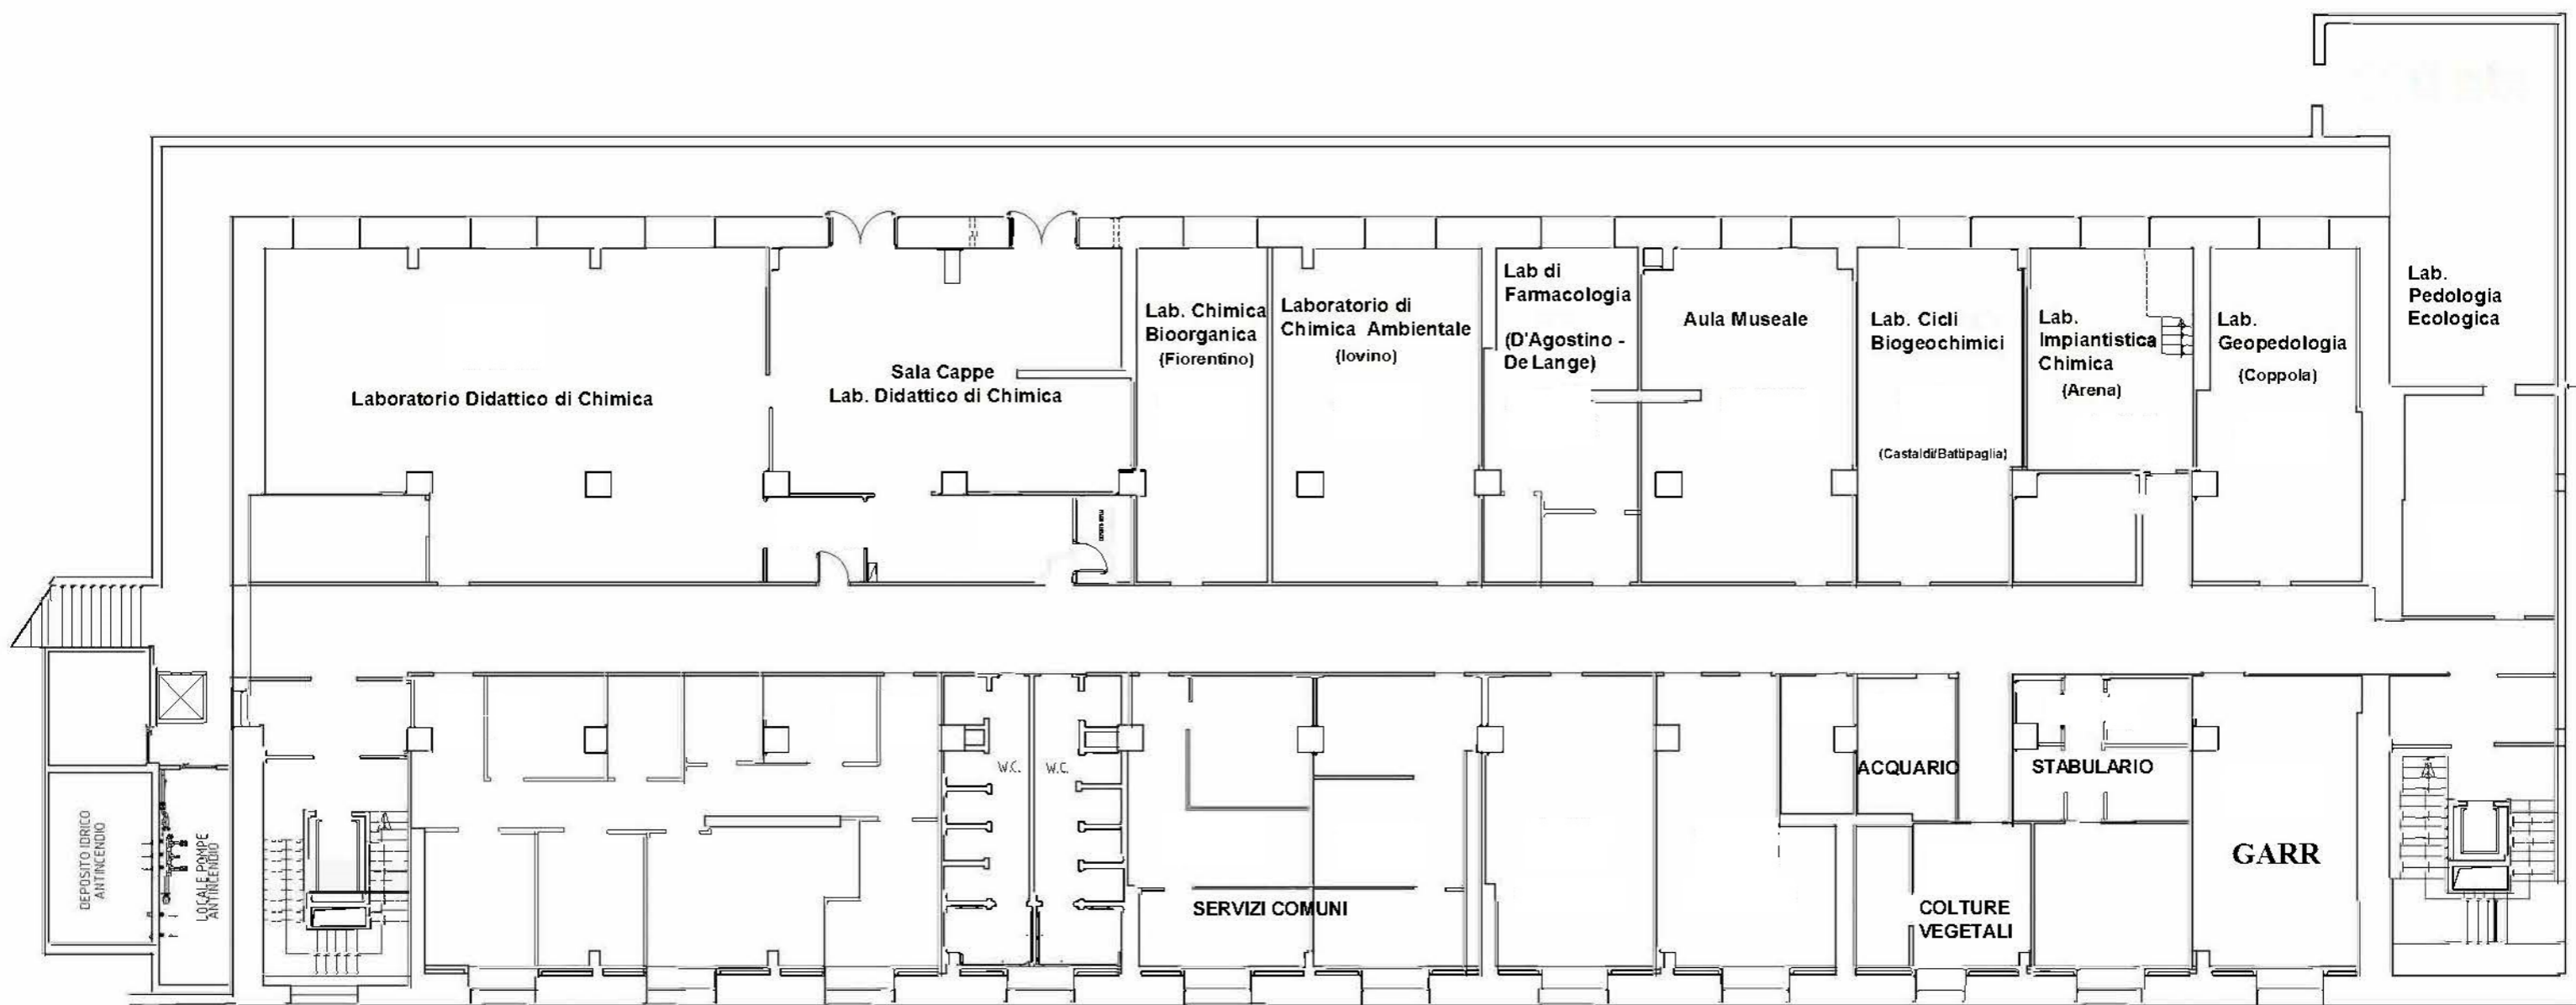 Lab.
Pedologia
Ecologica
Laboratorio Didattico di Chimica
Sala Cappe
Lab. Didattico di Chimica
Lab. Chimica
Bioorganica
(Fiorentino)
Laboratorio di
Chimica Ambientale
(Iovino)
Lab di
Farmacologia
(D'Agostino -
De Lange)
Aula Museale
Lab. Cicli
Biogeochimici
(Castaldi/Battipaglia)
Lab.
Impiantistica
Chimica
(Arena)
Lab.
Geopedologia
(Coppola)
DEPOSITO IDRICO
ANTINCENDIO
LOCALE POMPE
ANTINCENDIO
W.C.
W.C.
SERVIZI COMUNI
ACQUARIO
STABULARIO
COLTURE
VEGETALI
GARR